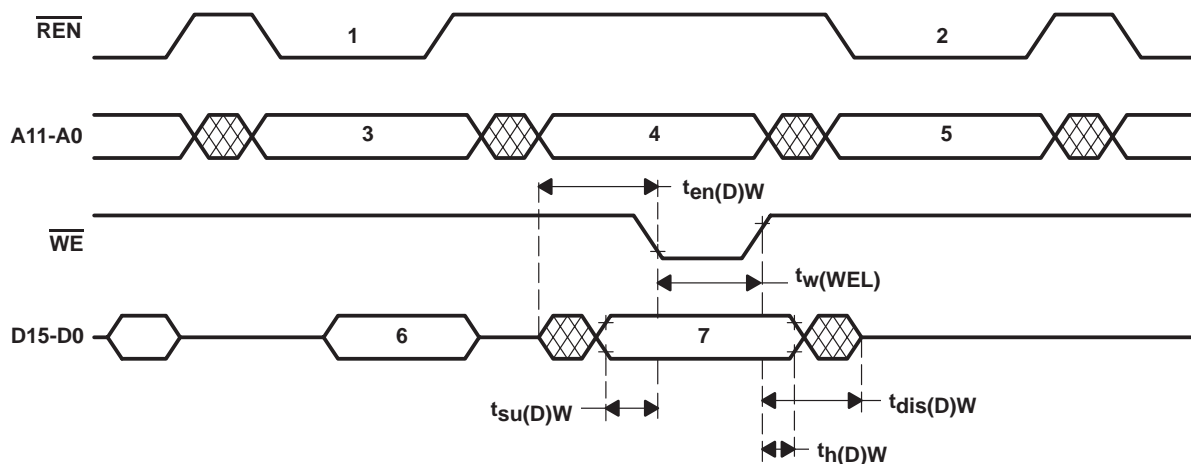 REN 1 2
A11-A0 3 4 5
ten(D)W
WE
tw(WEL)
D15-D0 6 7
tsu(D)W tdis(D)W
th(D)W